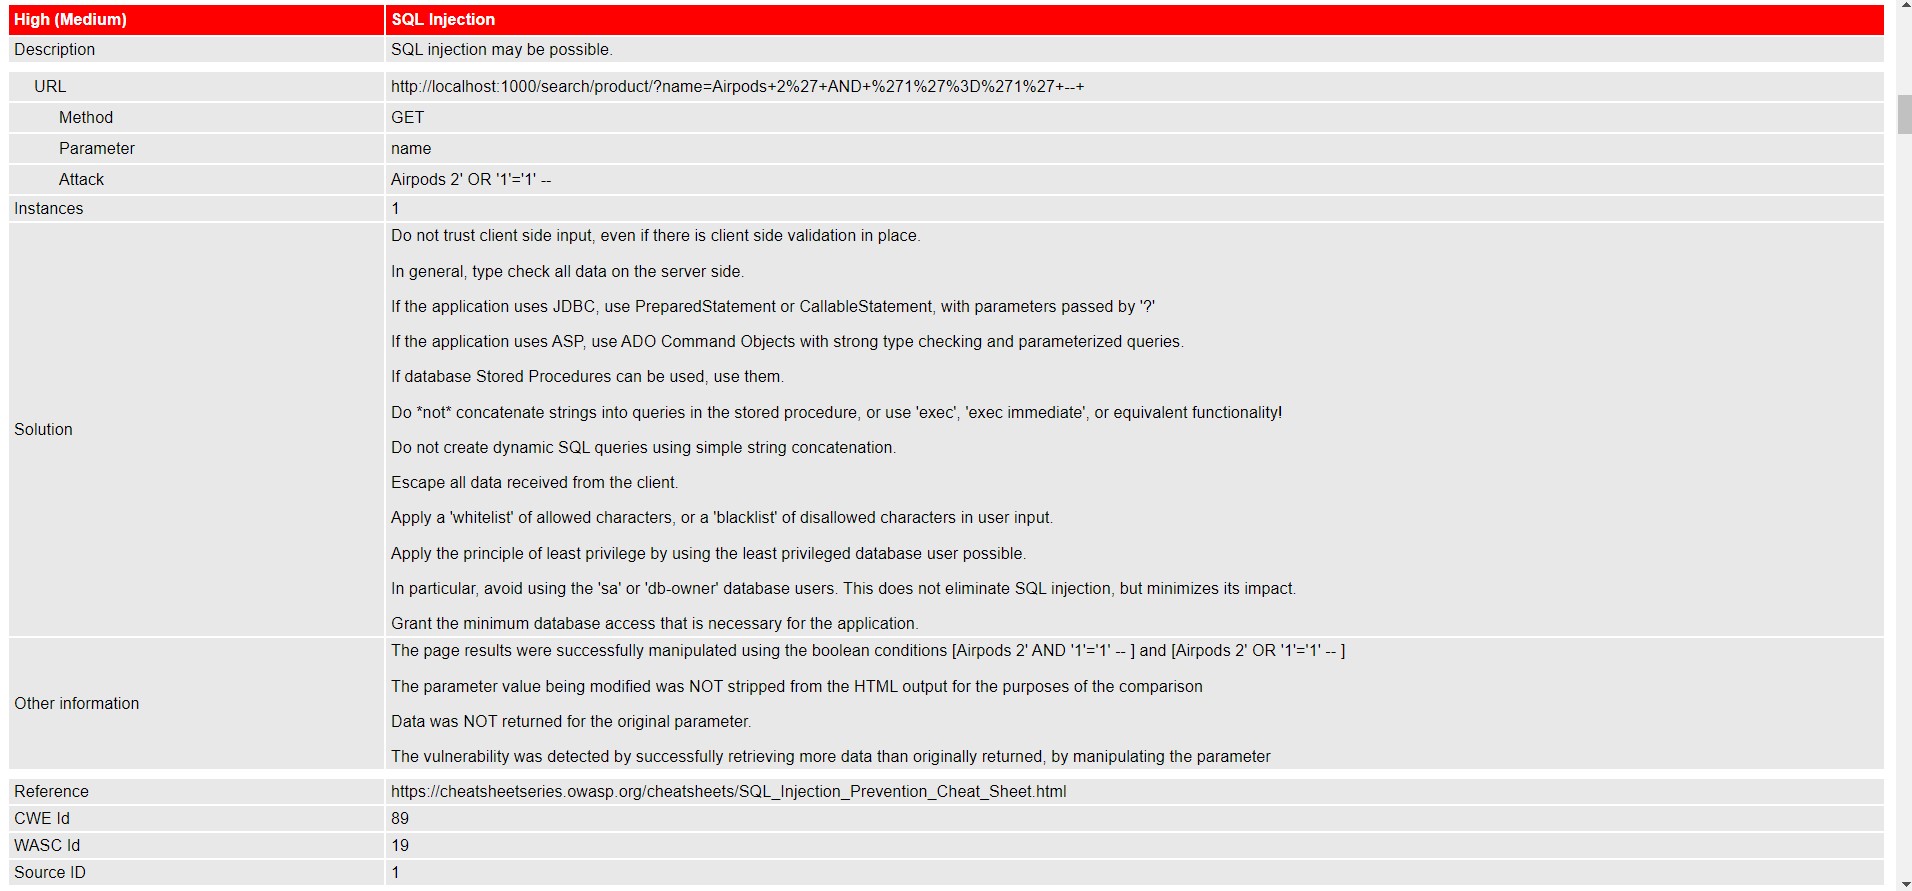 High (Medium) SQL Injection
Description SQL injection may be possible.
URL http://localhost:1000/search/product/?name=Airpods+2%27+AND+%271%27%3D%271%27+--+
Method GET
Parameter name
Attack Airpods 2' OR '1'='1' --
Instances 1
Solution
Do not trust client side input, even if there is client side validation in place.
In general, type check all data on the server side.
If the application uses JDBC, use PreparedStatement or CallableStatement, with parameters passed by '?'
If the application uses ASP, use ADO Command Objects with strong type checking and parameterized queries.
If database Stored Procedures can be used, use them.
Do *not* concatenate strings into queries in the stored procedure, or use 'exec', 'exec immediate', or equivalent functionality!
Do not create dynamic SQL queries using simple string concatenation.
Escape all data received from the client.
Apply a 'whitelist' of allowed characters, or a 'blacklist' of disallowed characters in user input.
Apply the principle of least privilege by using the least privileged database user possible.
In particular, avoid using the 'sa' or 'db-owner' database users. This does not eliminate SQL injection, but minimizes its impact.
Grant the minimum database access that is necessary for the application.
Other information
The page results were successfully manipulated using the boolean conditions [Airpods 2' AND '1'='1' -- ] and [Airpods 2' OR '1'='1' -- ]
The parameter value being modified was NOT stripped from the HTML output for the purposes of the comparison
Data was NOT returned for the original parameter.
The vulnerability was detected by successfully retrieving more data than originally returned, by manipulating the parameter
Reference https://cheatsheetseries.owasp.org/cheatsheets/SQL_Injection_Prevention_Cheat_Sheet.html
CWE Id 89
WASC Id 19
Source ID 1